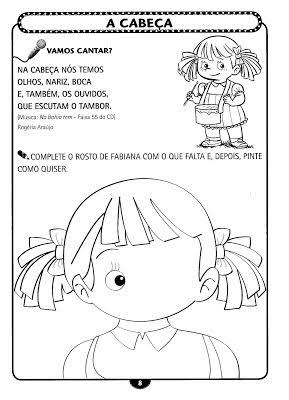 A CABEÇA
VAMOS CANTAR?
NA CABEÇA NÓS TEMOS
OLHOS, NARIZ, BOCA
E, TAMBÉM, OS OUVIDOS,
QUE ESCUTAM O TAMBOR.
(Música: Na Bahia tem – Faixa 55 do CD)
Rogéria Araújo
COMPLETE O ROSTO DE FABIANA COM O QUE FALTA E, DEPOIS, PINTE
COMO QUISER.
8